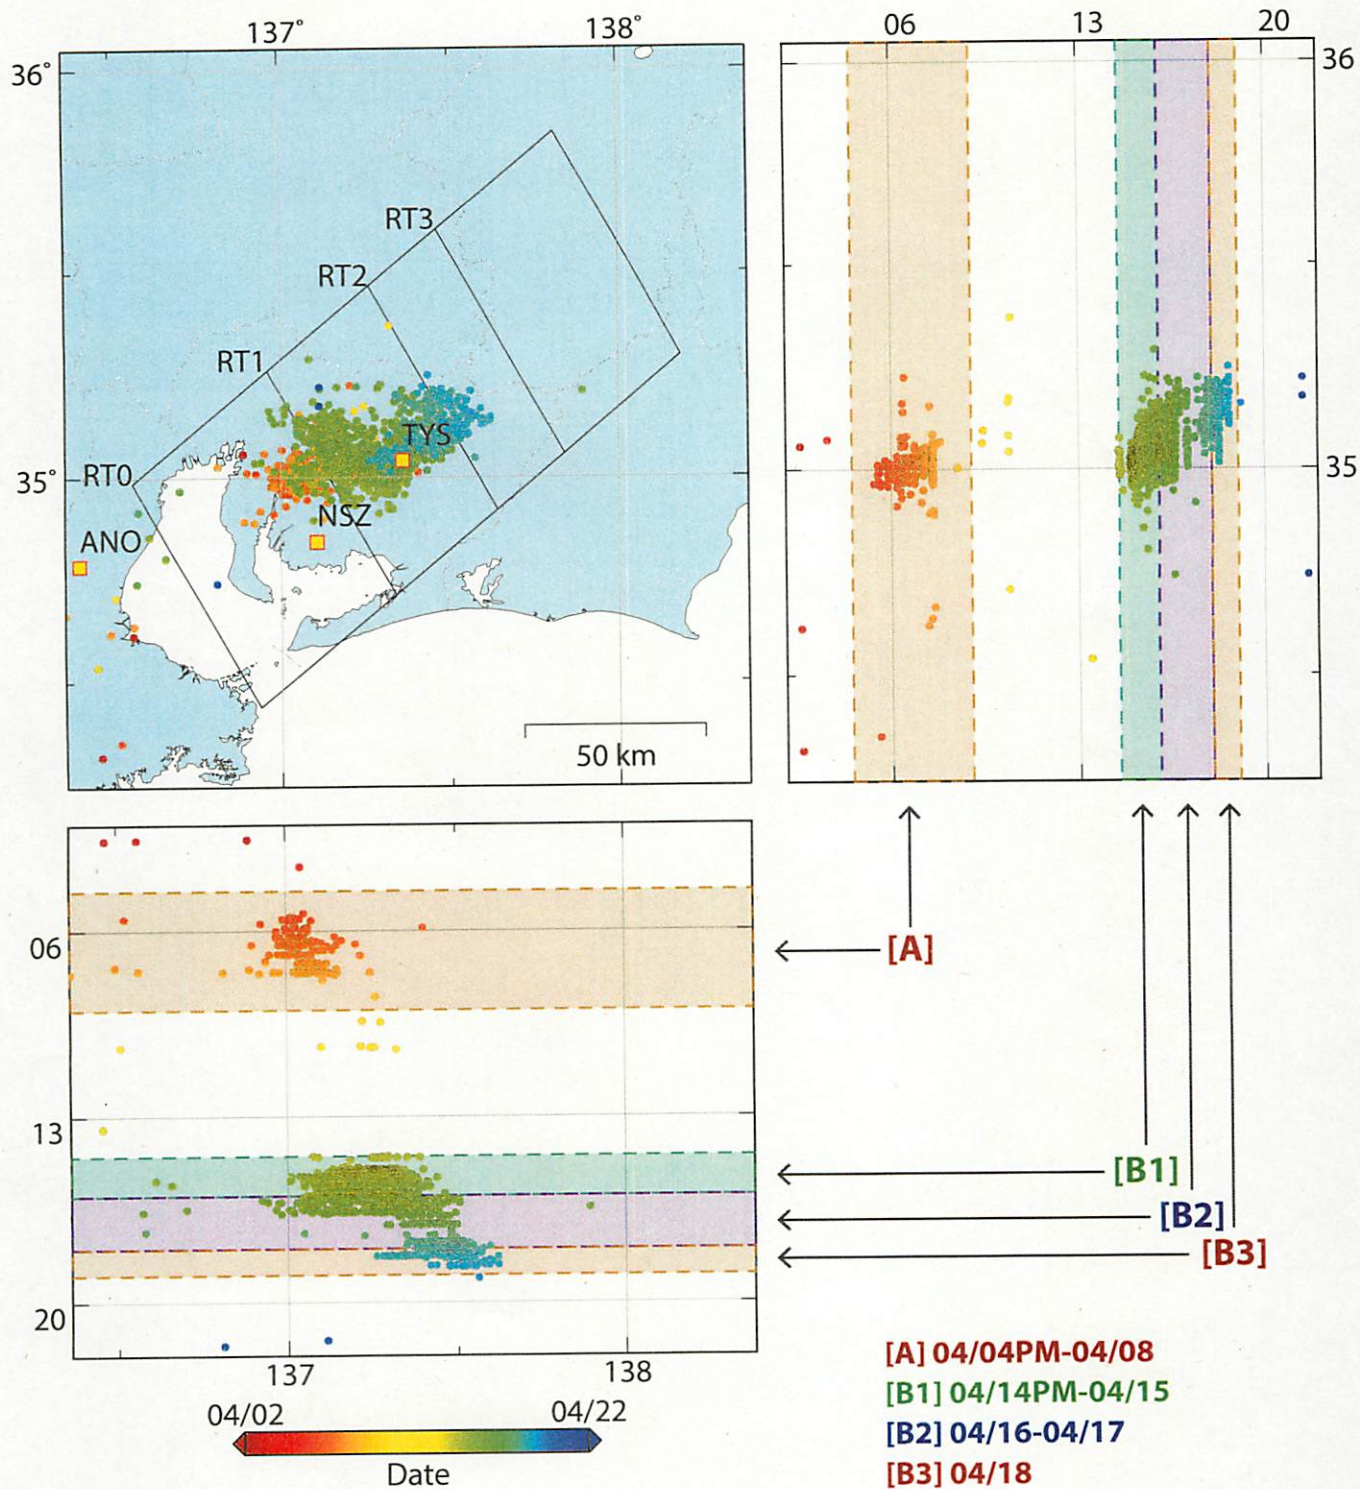 137° 138° 06 13 20
36° 36
RT3
RT2
RT1
TYS
35° RT0 35
NSZ
ANO
50 km
06 [A]
13
[B1]
[B2]
[B3]
20
137 138
[A] 04/04PM-04/08
[B1] 04/14PM-04/15
04/02 04/22
[B2] 04/16-04/17
Date
[B3] 04/18